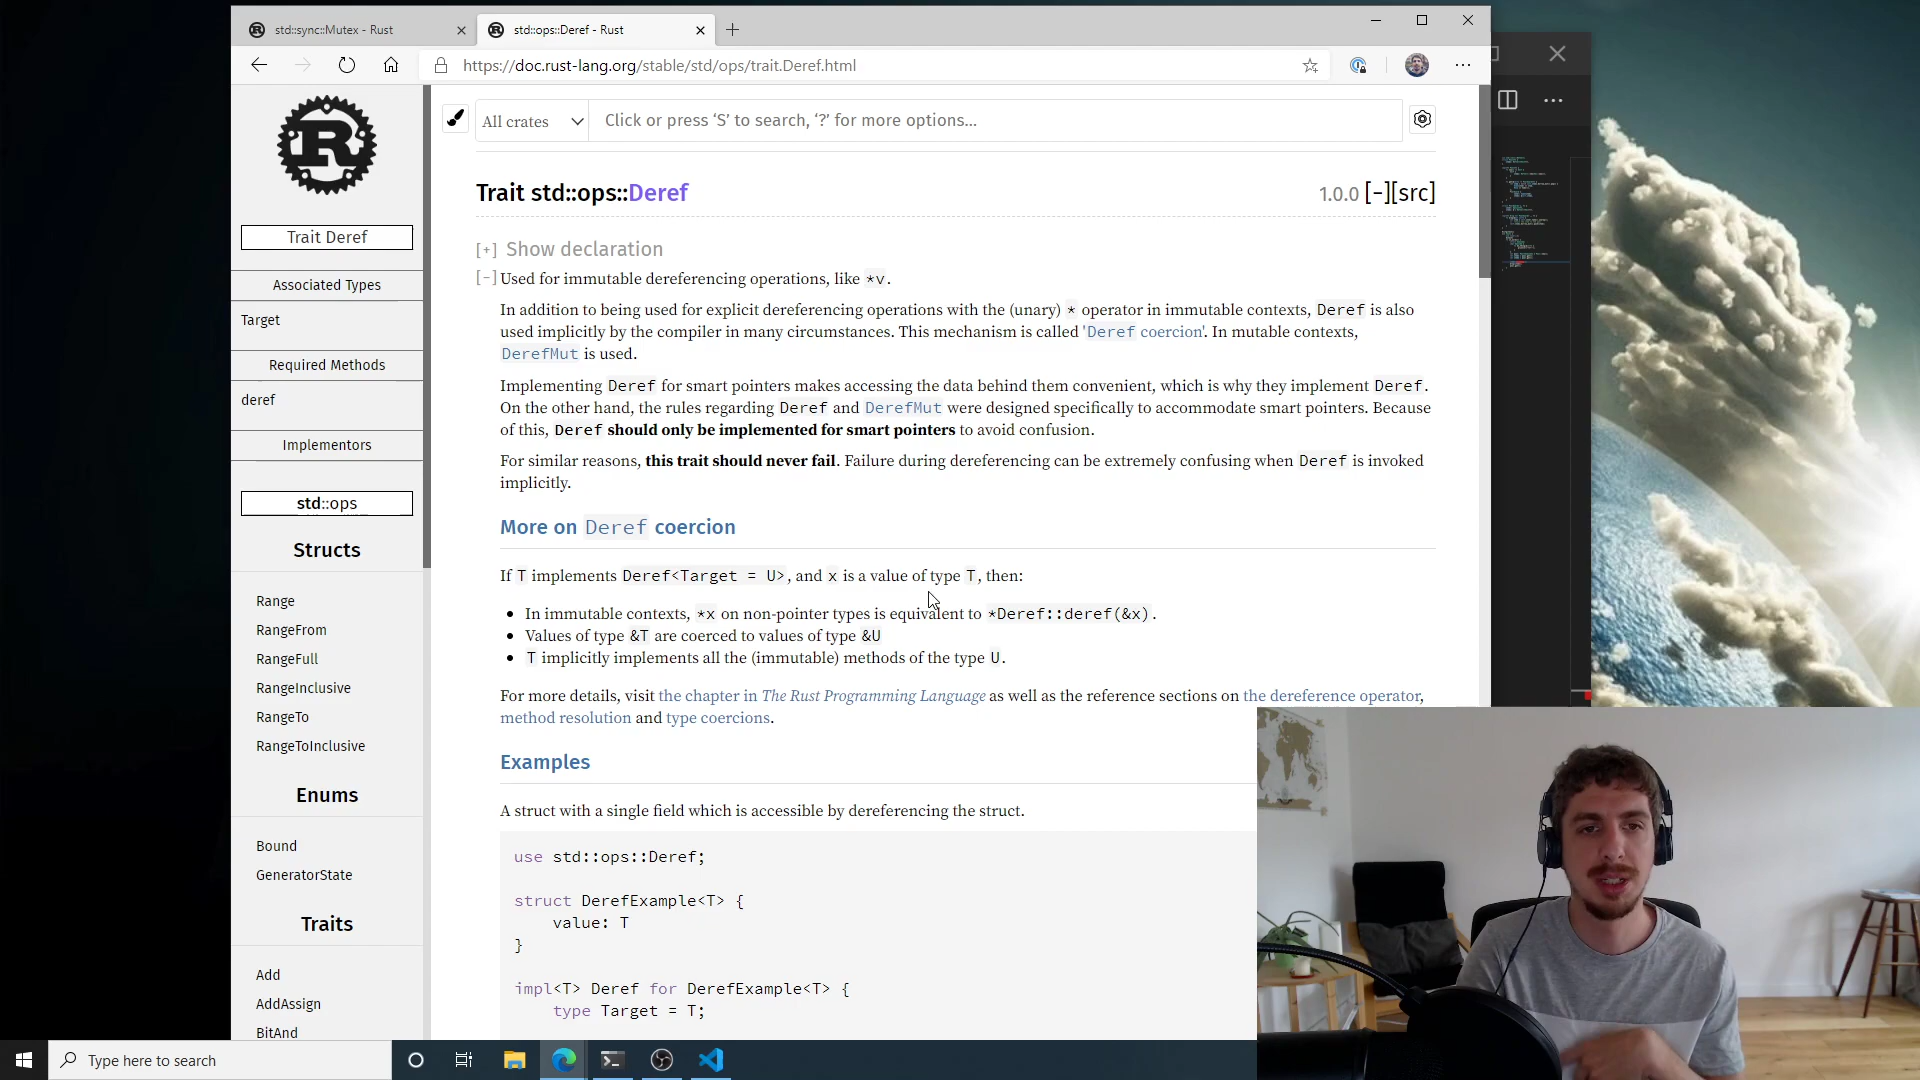 std::sync::Mutex - Rust
std::ops::Deref - Rust
https://doc.rust-lang.org/stable/std/ops/trait.Deref.html
All crates
Click or press ‘S’ to search, ‘?’ for more options…
Trait std::ops::Deref
1.0.0 [-][src]
[+] Show declaration
[-] Used for immutable dereferencing operations, like *v.
In addition to being used for explicit dereferencing operations with the (unary) * operator in immutable contexts, Deref is also
used implicitly by the compiler in many circumstances. This mechanism is called 'Deref coercion'. In mutable contexts,
DerefMut is used.
Implementing Deref for smart pointers makes accessing the data behind them convenient, which is why they implement Deref.
On the other hand, the rules regarding Deref and DerefMut were designed specifically to accommodate smart pointers. Because
of this, Deref should only be implemented for smart pointers to avoid confusion.
For similar reasons, this trait should never fail. Failure during dereferencing can be extremely confusing when Deref is invoked
implicitly.
More on Deref coercion
If T implements Deref<Target = U>, and x is a value of type T, then:
• In immutable contexts, *x on non-pointer types is equivalent to *Deref::deref(&x).
• Values of type &T are coerced to values of type &U
• T implicitly implements all the (immutable) methods of the type U.
For more details, visit the chapter in The Rust Programming Language as well as the reference sections on the dereference operator,
method resolution and type coercions.
Examples
A struct with a single field which is accessible by dereferencing the struct.
use std::ops::Deref;
struct DerefExample<T> {
value: T
}
impl<T> Deref for DerefExample<T> {
type Target = T;
R
Trait Deref
Associated Types
Target
Required Methods
deref
Implementors
std::ops
Structs
Range
RangeFrom
RangeFull
RangeInclusive
RangeTo
RangeToInclusive
Enums
Bound
GeneratorState
Traits
Add
AddAssign
BitAnd
Type here to search